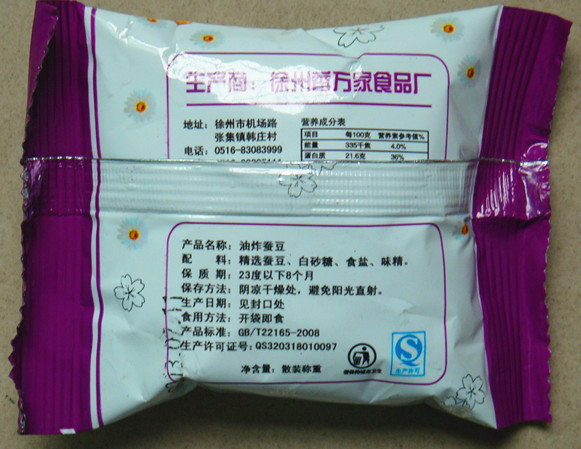 生产商：徐州香万家食品厂
地址：徐州市机场路
张集镇韩庄村
电话：0516-83083999
营养成分表
项目 每100克 营养素参考值%
能量 335千焦 4.0%
蛋白质 21.6克 36%
产品名称：油炸蚕豆
配 料：精选蚕豆、白砂糖、食盐、味精。
保 质 期：23度以下8个月
保存方法：阴凉干燥处，避免阳光直射。
生产日期：见封口处
食用方法：开袋即食
产品标准：GB/T22165-2008
生产许可证号：QS320318010097
净含量：散装称重
生产许可